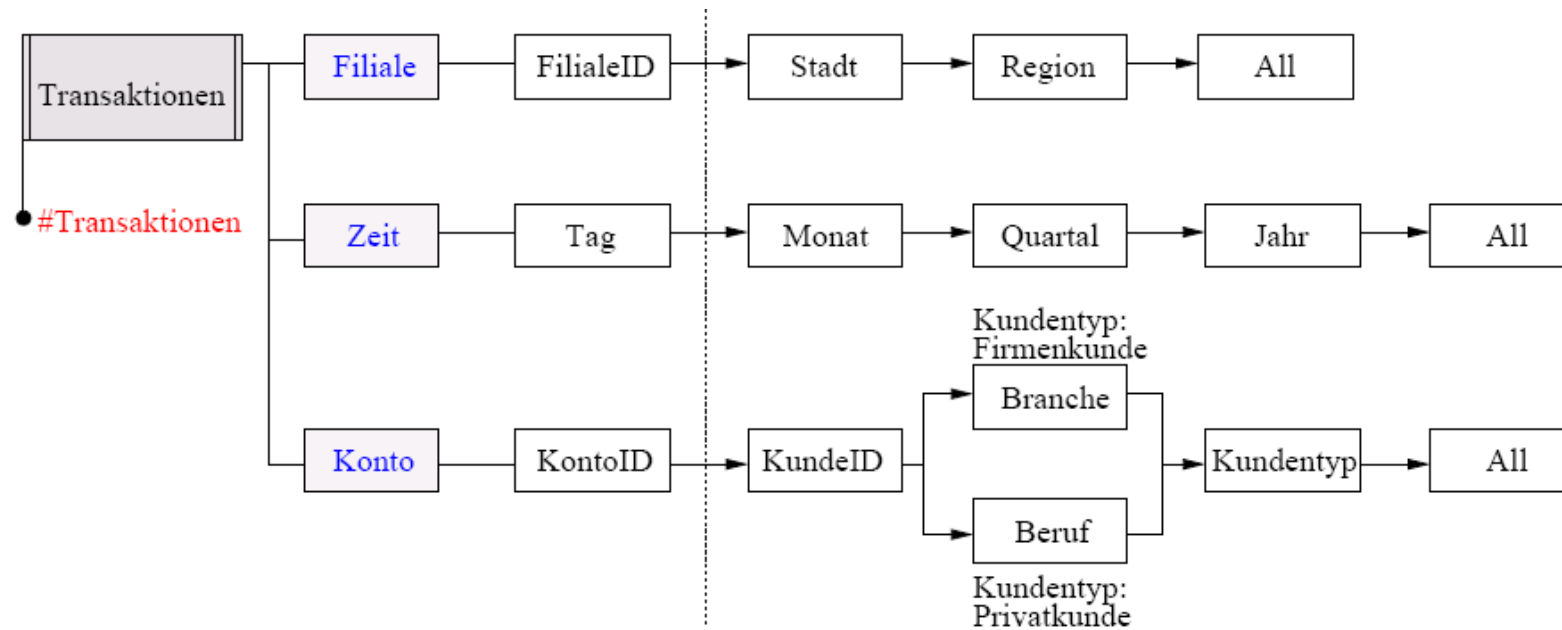 Transaktionen
#Transaktionen
Filiale
FilialeID
Stadt
Region
All
Zeit
Tag
Monat
Quartal
Jahr
All
Konto
KontoID
KundeID
Kundentyp:
Firmenkunde
Branche
Beruf
Kundentyp:
Privatkunde
Kundentyp
All